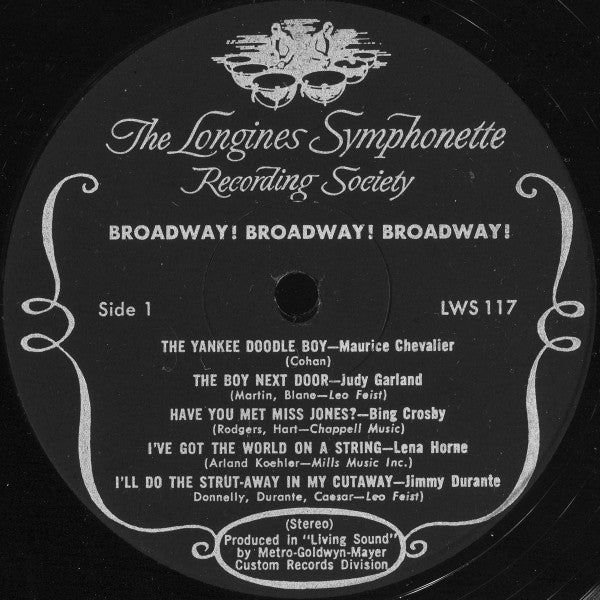 The Longines Symphonette
Recording Society
BROADWAY! BROADWAY! BROADWAY!
Side 1
LWS 117
THE YANKEE DOODLE BOY—Maurice Chevalier
(Cohan)
THE BOY NEXT DOOR—Judy Garland
(Martin, Blane—Leo Feist)
HAVE YOU MET MISS JONES?—Bing Crosby
(Rodgers, Hart—Chappell Music)
I'VE GOT THE WORLD ON A STRING—Lena Horne
(Arland Koehler—Mills Music Inc.)
I'LL DO THE STRUT-AWAY IN MY CUTAWAY—Jimmy Durante
Donnelly, Durante, Caesar—Leo Feist)
(Stereo)
Produced in "Living Sound"
by Metro-Goldwyn-Mayer
Custom Records Division